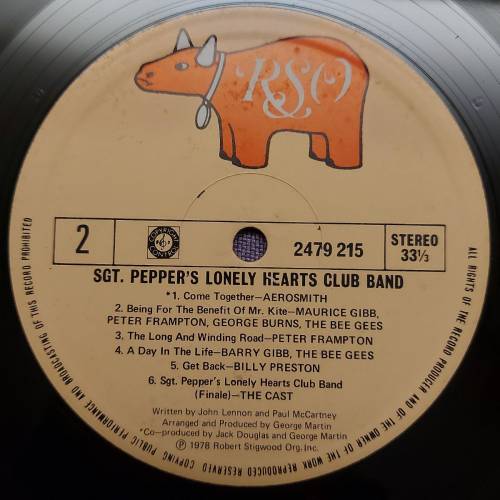 RSO
2
COPYRIGHT CONTROL
2479 215
STEREO
33⅓
SGT. PEPPER'S LONELY HEARTS CLUB BAND
*1. Come Together—AEROSMITH
2. Being For The Benefit Of Mr. Kite—MAURICE GIBB,
PETER FRAMPTON, GEORGE BURNS, THE BEE GEES
3. The Long And Winding Road—PETER FRAMPTON
4. A Day In The Life—BARRY GIBB, THE BEE GEES
5. Get Back—BILLY PRESTON
6. Sgt. Pepper's Lonely Hearts Club Band
(Finale)—THE CAST
Written by John Lennon and Paul McCartney
Arranged and Produced by George Martin
*Co-produced by Jack Douglas and George Martin
℗ 1978 Robert Stigwood Org. Inc.
ALL RIGHTS OF THE RECORD PRODUCER AND OF THE OWNER OF THE WORK REPRODUCED RESERVED COPYING PUBLIC PERFORMANCE AND BROADCASTING OF THIS RECORD PROHIBITED